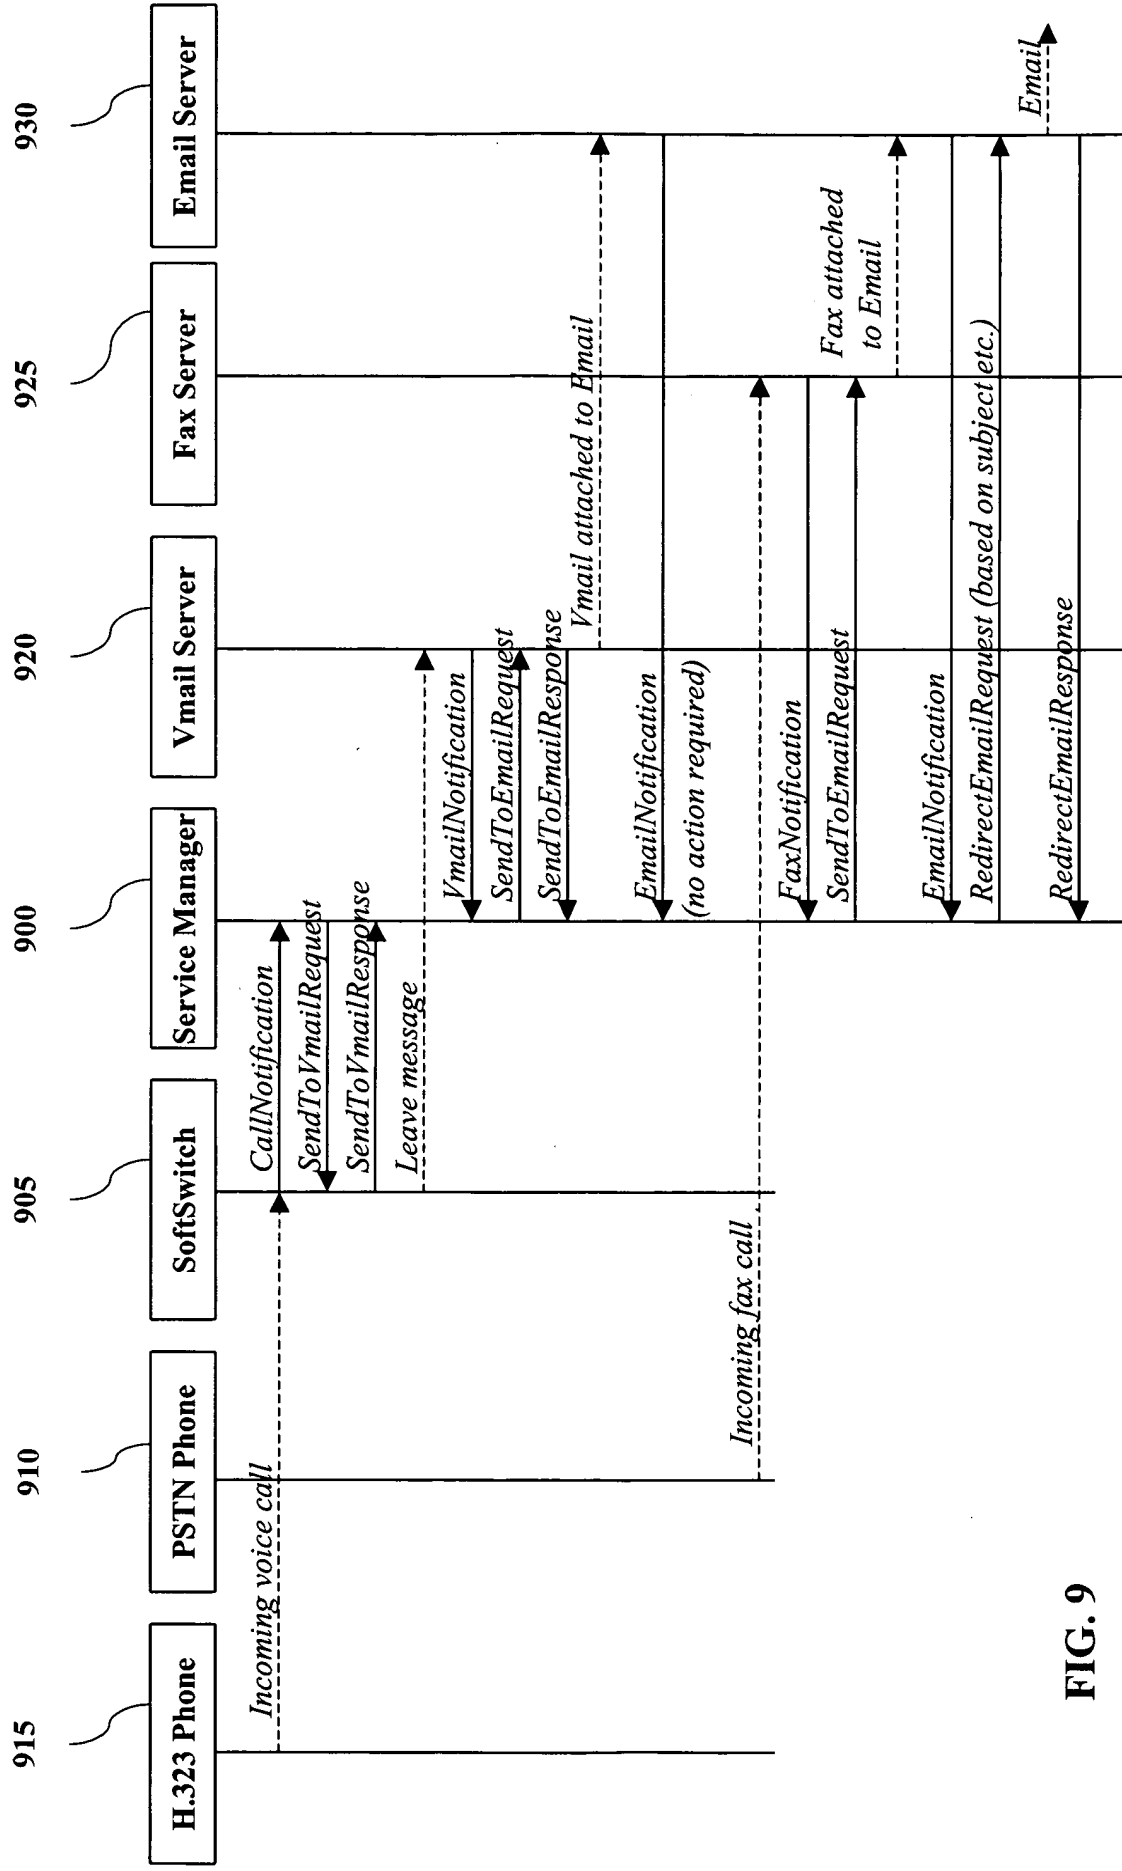 915
910
905
900
920
925
930
H.323 Phone
PSTN Phone
SoftSwitch
Service Manager
Vmail Server
Fax Server
Email Server
Incoming voice call
CallNotification
SendToVmailRequest
SendToVmailResponse
Leave message
VmailNotification
SendToEmailRequest
SendToEmailResponse
Vmail attached to Email
EmailNotification
(no action required)
Incoming fax call
FaxNotification
SendToEmailRequest
Fax attached
to Email
EmailNotification
RedirectEmailRequest (based on subject etc.)
Email
RedirectEmailResponse
FIG. 9